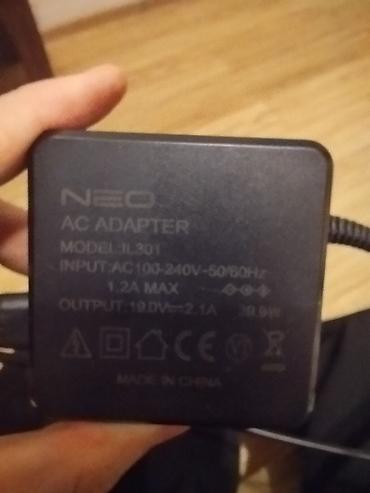 NEO
AC ADAPTER
MODEL:IL301
INPUT:AC100-240V~50/60Hz
1.2A MAX
OUTPUT:19.0V⎓2.1A 39.9W
MADE IN CHINA